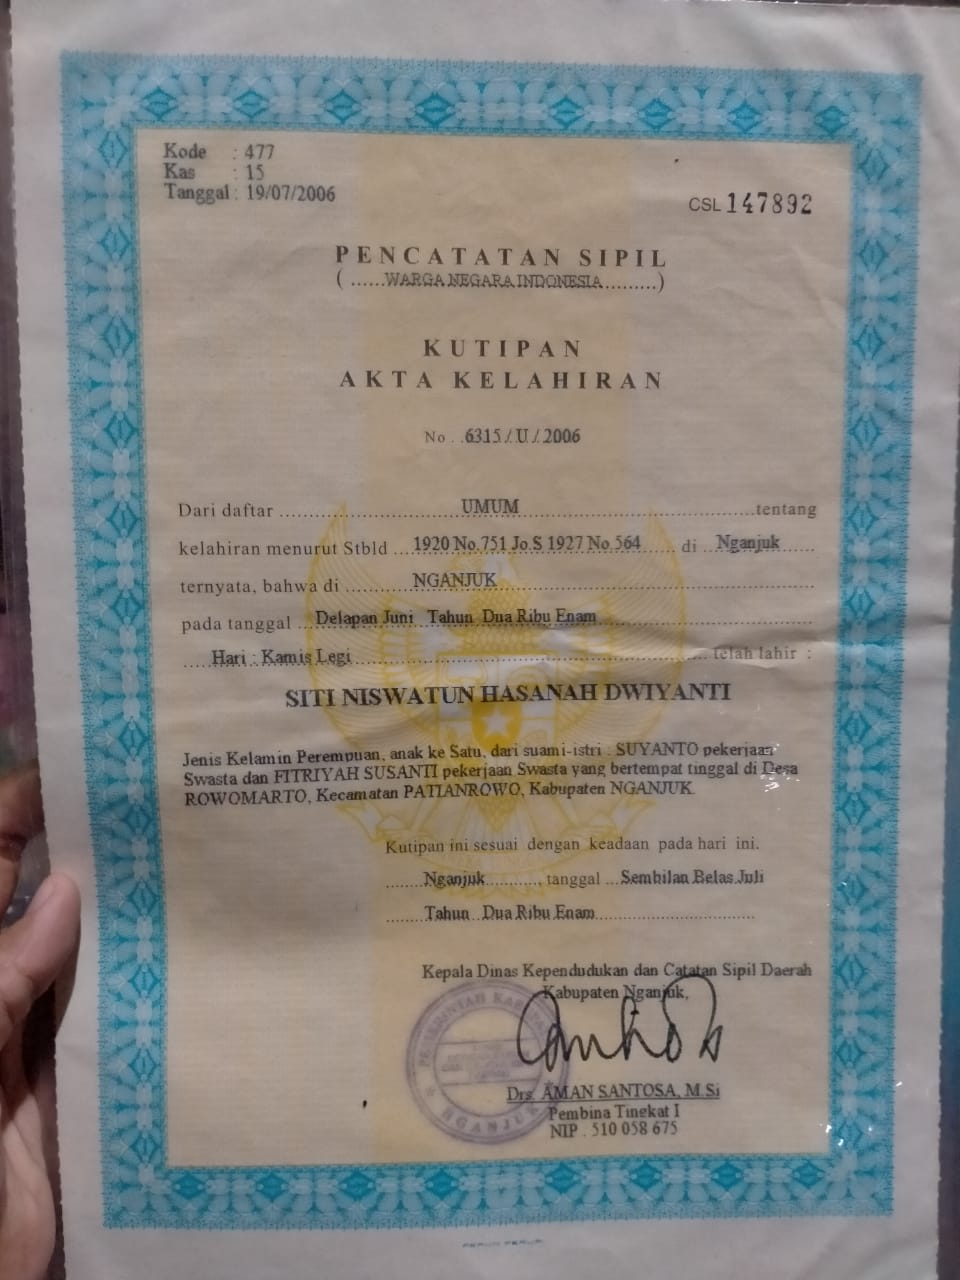 Kode : 477
Kas : 15
Tanggal : 19/07/2006
CSL 147892
PENCATATAN SIPIL
( ......WARGA NEGARA INDONESIA.........)
KUTIPAN
AKTA KELAHIRAN
No . .6315 /. U /. 2006
Dari daftar ...............UMUM...............tentang
kelahiran menurut Stbld ...1920 No.751 Jo.S 1927 No.564...... di ..Nganjuk......
ternyata, bahwa di ..........NGANJUK..........
pada tanggal ...Delapan Juni Tahun Dua Ribu Enam..........
.....Hari : Kamis Legi.......... telah lahir :
SITI NISWATUN HASANAH DWIYANTI
Jenis Kelamin Perempuan, anak ke Satu, dari suami-istri : SUYANTO pekerjaan
Swasta dan FITRIYAH SUSANTI pekerjaan Swasta yang bertempat tinggal di Desa
ROWOMARTO, Kecamatan PATIANROWO, Kabupaten NGANJUK.
Kutipan ini sesuai dengan keadaan pada hari ini.
......Nganjuk..........., tanggal ...Sembilan Belas Juli
......Tahun Dua Ribu Enam..........
Kepala Dinas Kependudukan dan Catatan Sipil Daerah
Kabupaten Nganjuk,
PEMERINTAH KABUPATEN
NGANJUK
Drs. AMAN SANTOSA, M.Si
Pembina Tingkat I
NIP . 510 058 675